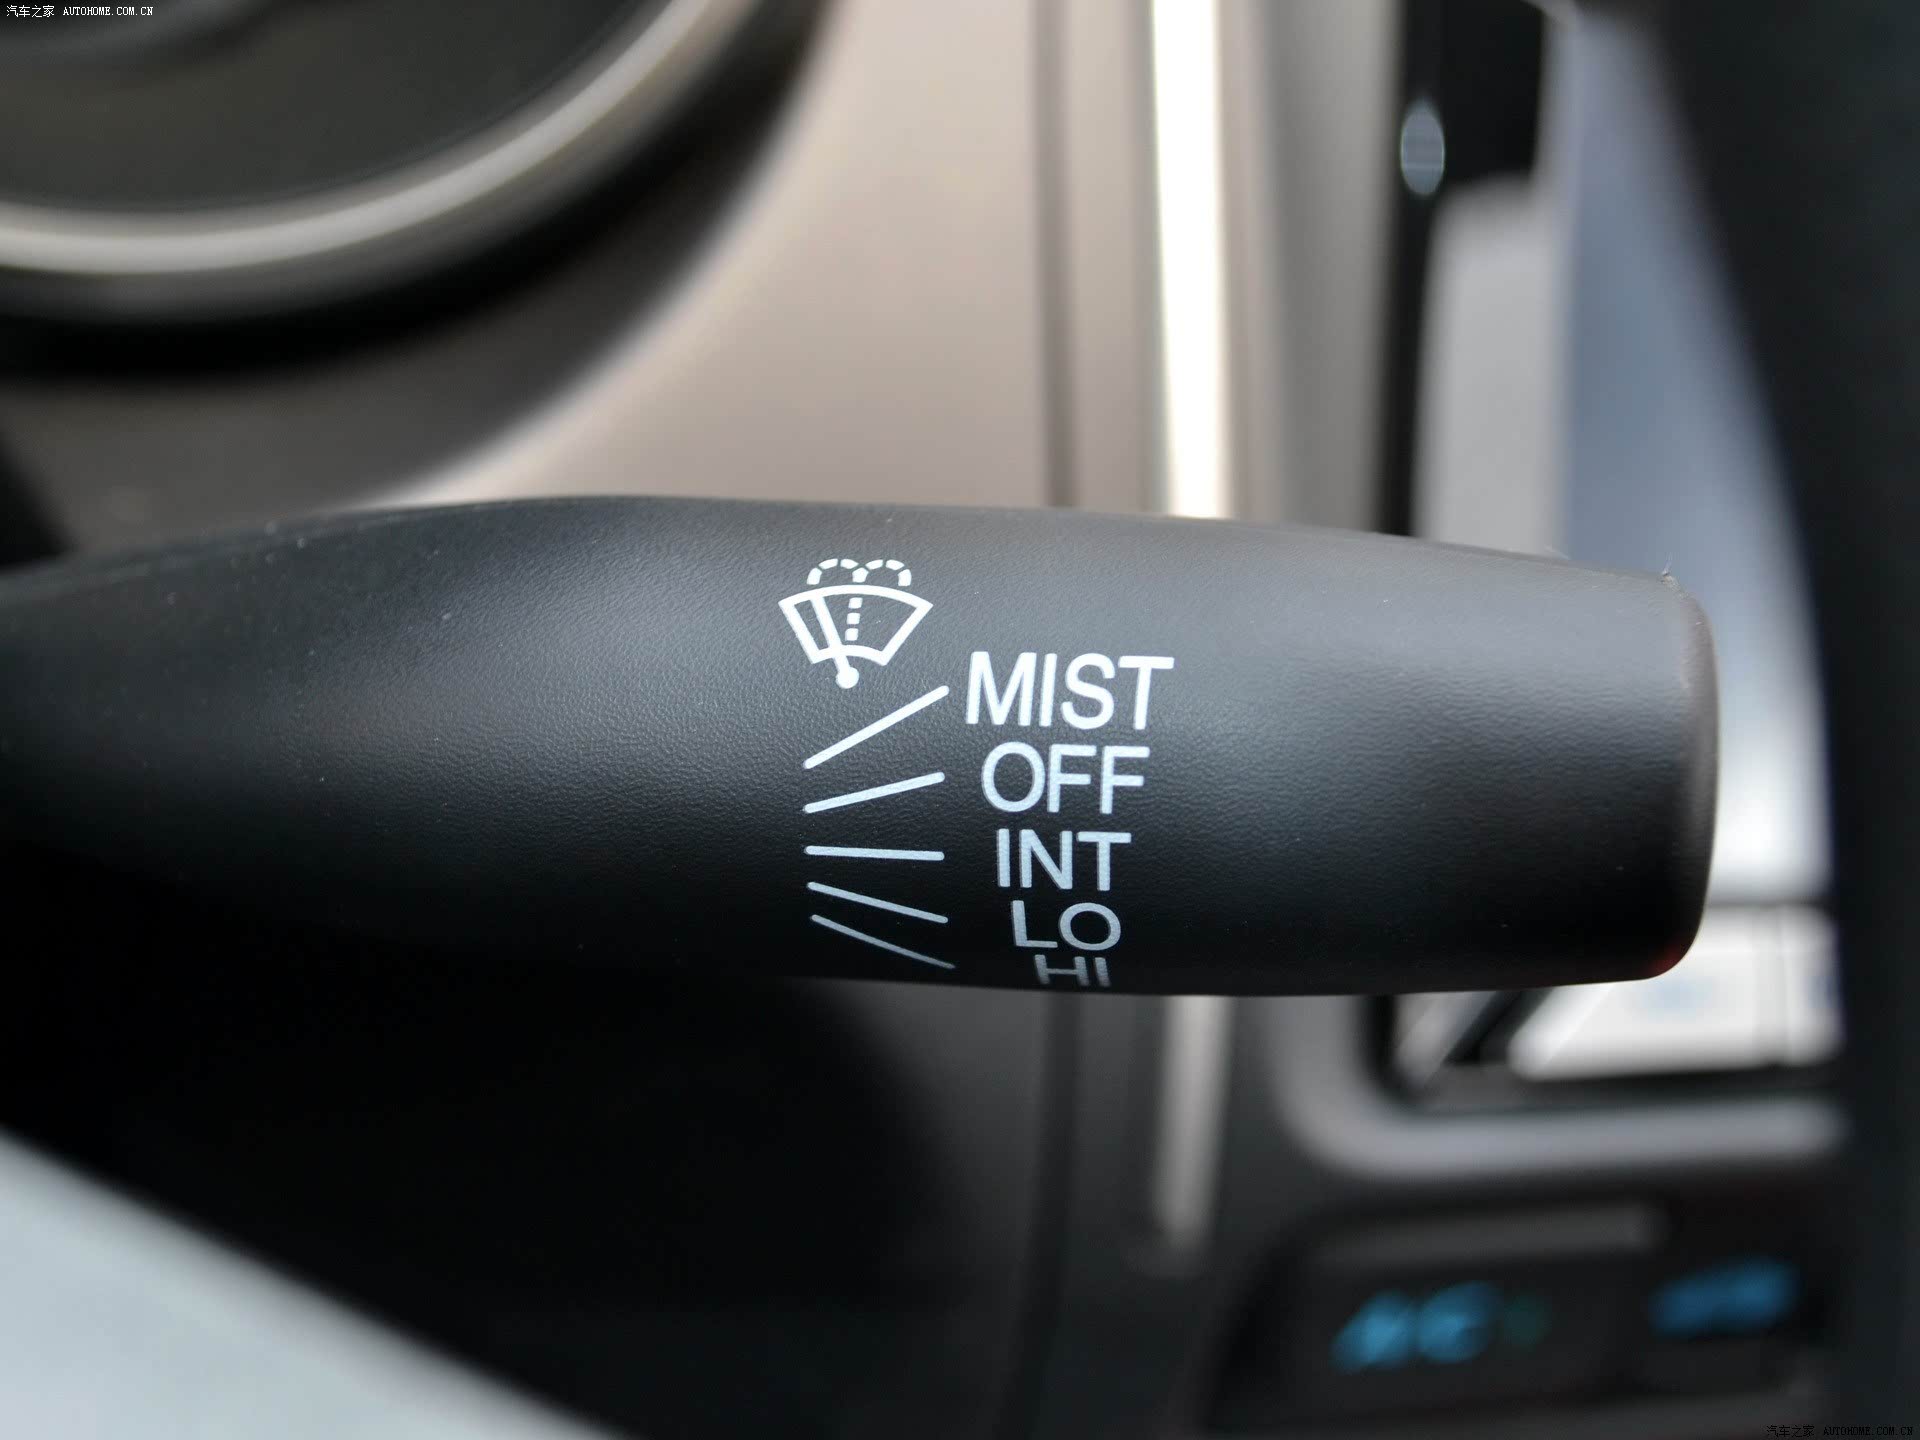 汽车之家 AUTOHOME.COM.CN
MIST
OFF
INT
LO
HI
汽车之家 AUTOHOME.COM.CN